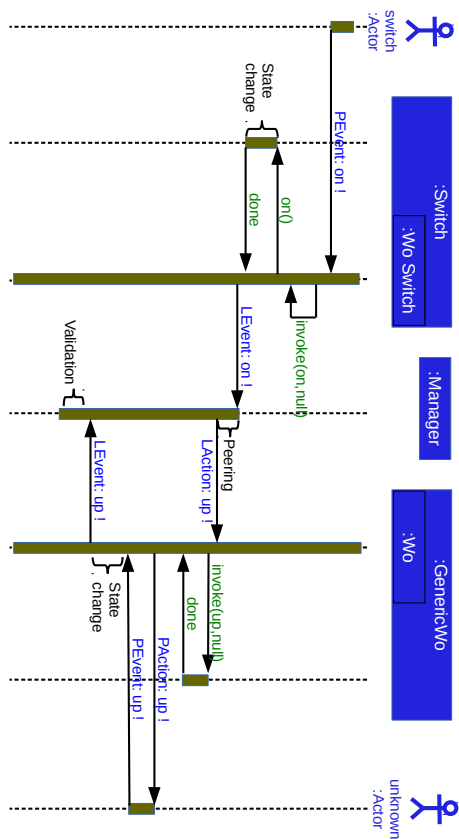 switch
:Actor
:Switch
:Wo Switch
:Manager
:GenericWo
:Wo
unknown
:Actor
PEvent: on !
invoke(on,null)
on()
State
change
done
LEvent: on !
Peering
LAction: up !
invoke(up,null)
done
PAction: up !
PEvent: up !
State
change
LEvent: up !
Validation